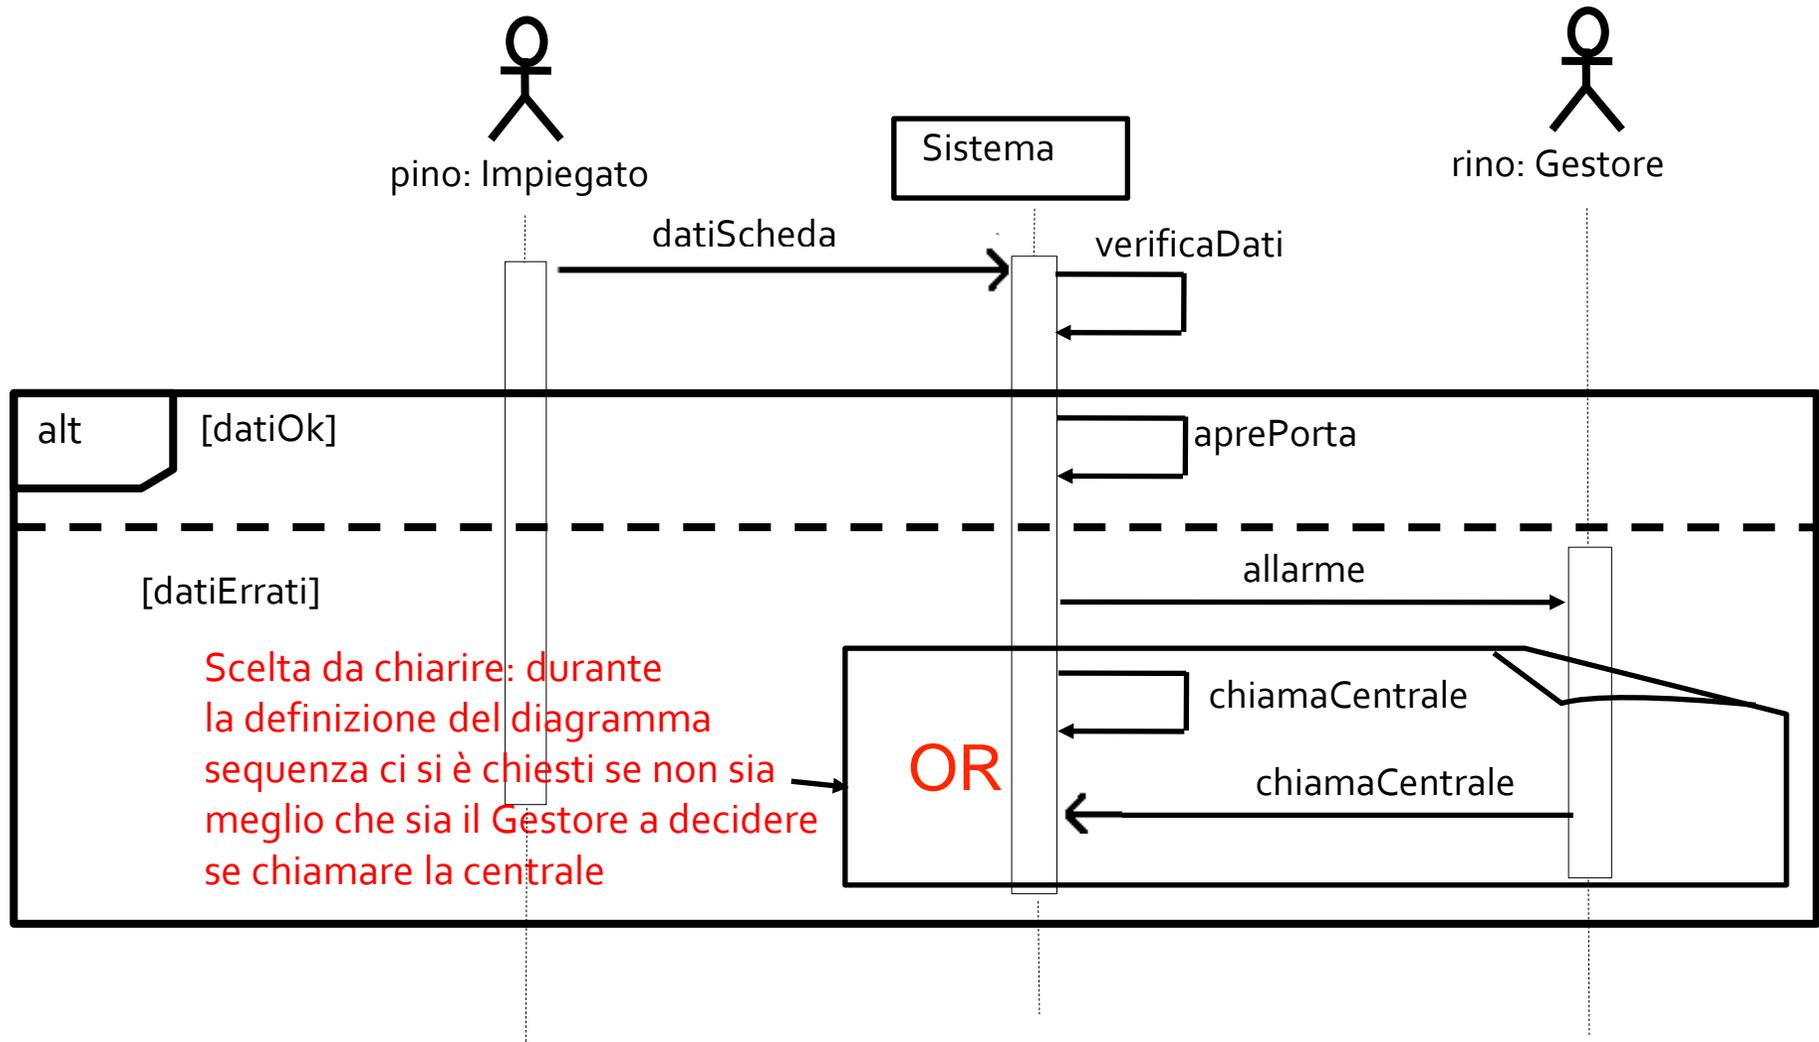 pino: Impiegato
Sistema
rino: Gestore
datiScheda
verificaDati
alt
[datiOk]
aprePorta
[datiErrati]
allarme
Scelta da chiarire: durante
la definizione del diagramma
sequenza ci si è chiesti se non sia
meglio che sia il Gestore a decidere
se chiamare la centrale
OR
chiamaCentrale
chiamaCentrale